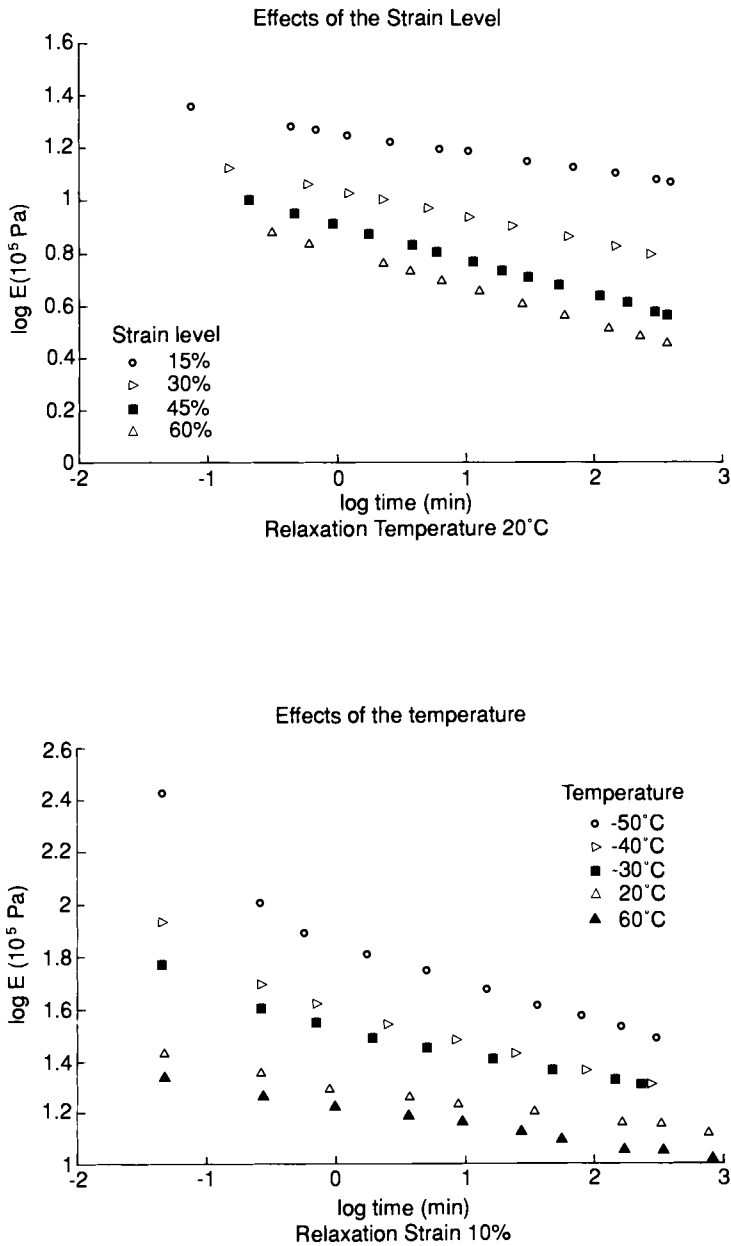 Effects of the Strain Level
1.6
1.4
1.2
1
0.8
0.6
0.4
0.2
0
log E(10⁵ Pa)
Strain level
15%
30%
45%
60%
-2
-1
0
1
2
3
log time (min)
Relaxation Temperature 20°C
Effects of the temperature
2.6
2.4
2.2
2
1.8
1.6
1.4
1.2
1
log E (10⁵ Pa)
Temperature
-50°C
-40°C
-30°C
20°C
60°C
-2
-1
0
1
2
3
log time (min)
Relaxation Strain 10%